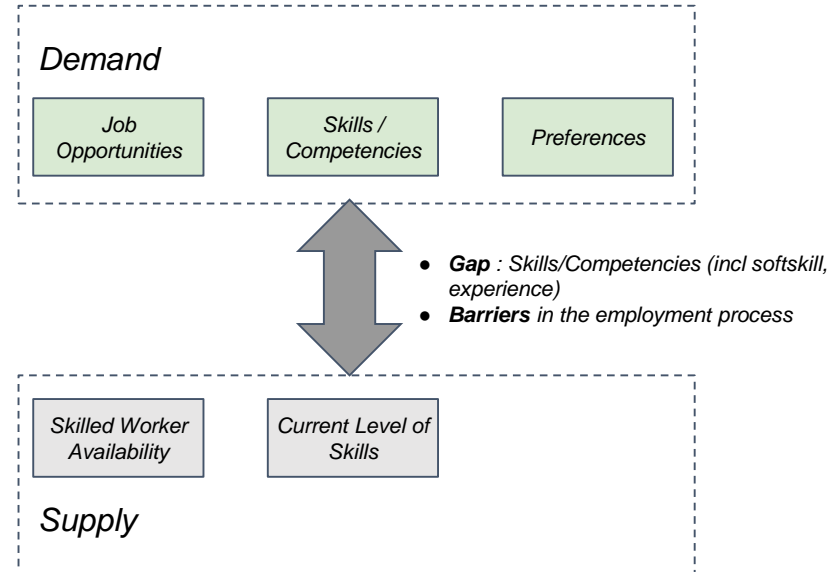 Demand
Job
Opportunities
Skills /
Competencies
Preferences
● Gap : Skills/Competencies (incl softskill,
experience)
● Barriers in the employment process
Skilled Worker
Availability
Current Level of
Skills
Supply